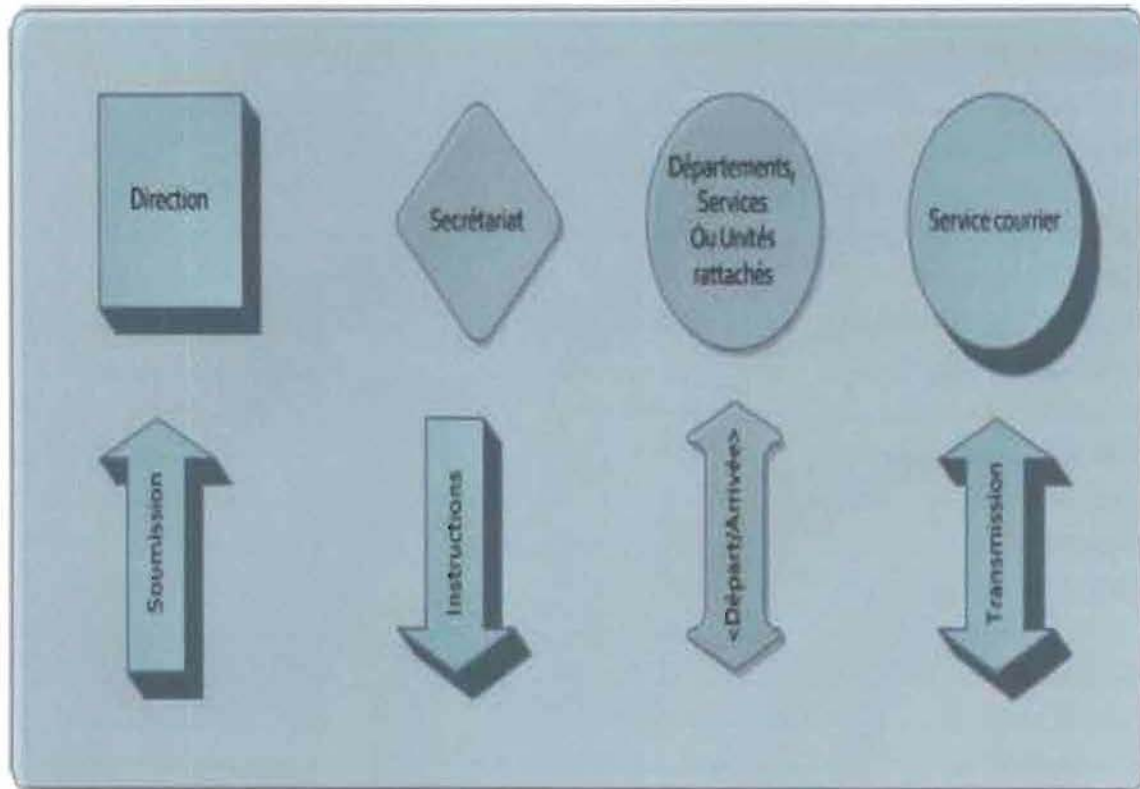 Direction
Secrétariat
Départements,
Services
Ou Unités
rattachés
Service courrier
Soumission
Instructions
<Départ/Arrivée>
Transmission